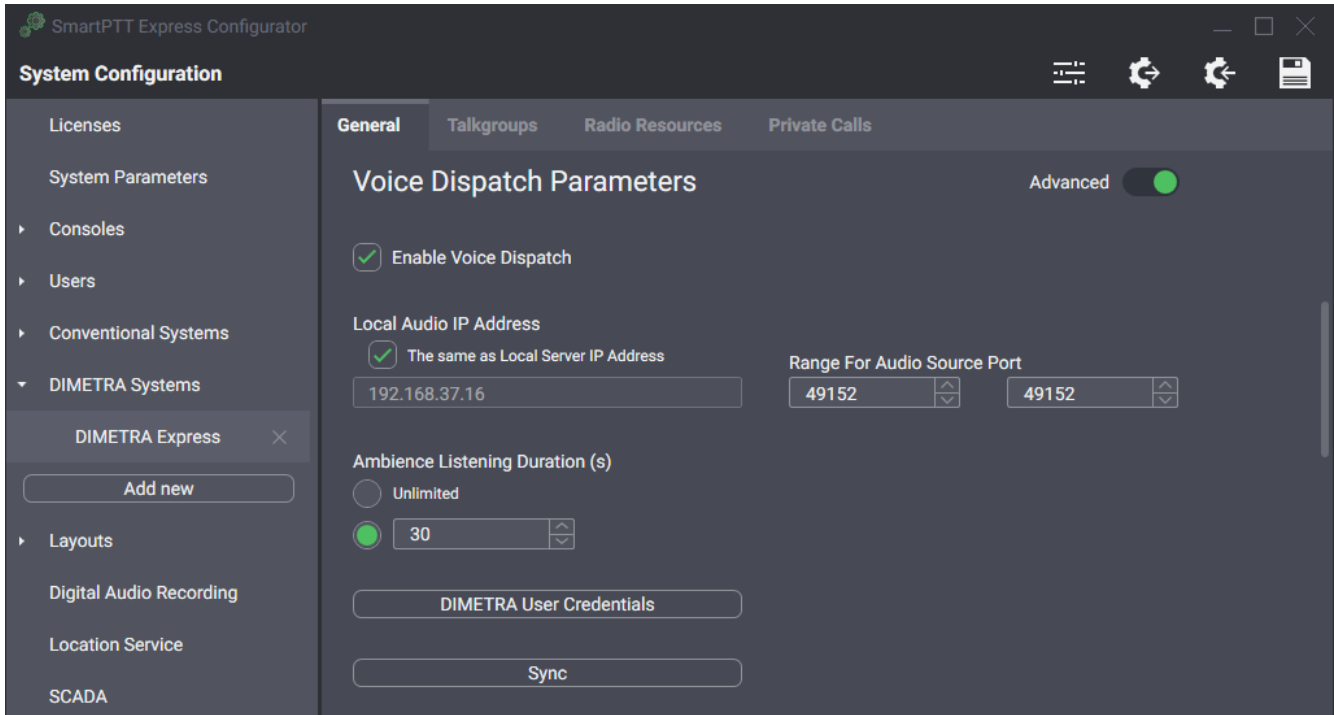 SmartPTT Express Configurator
System Configuration
Licenses
System Parameters
Consoles
Users
Conventional Systems
DIMETRA Systems
DIMETRA Express
Add new
Layouts
Digital Audio Recording
Location Service
SCADA
General Talkgroups Radio Resources Private Calls
Voice Dispatch Parameters Advanced
Enable Voice Dispatch
Local Audio IP Address
The same as Local Server IP Address
192.168.37.16
Range For Audio Source Port
49152 49152
Ambience Listening Duration (s)
Unlimited
30
DIMETRA User Credentials
Sync